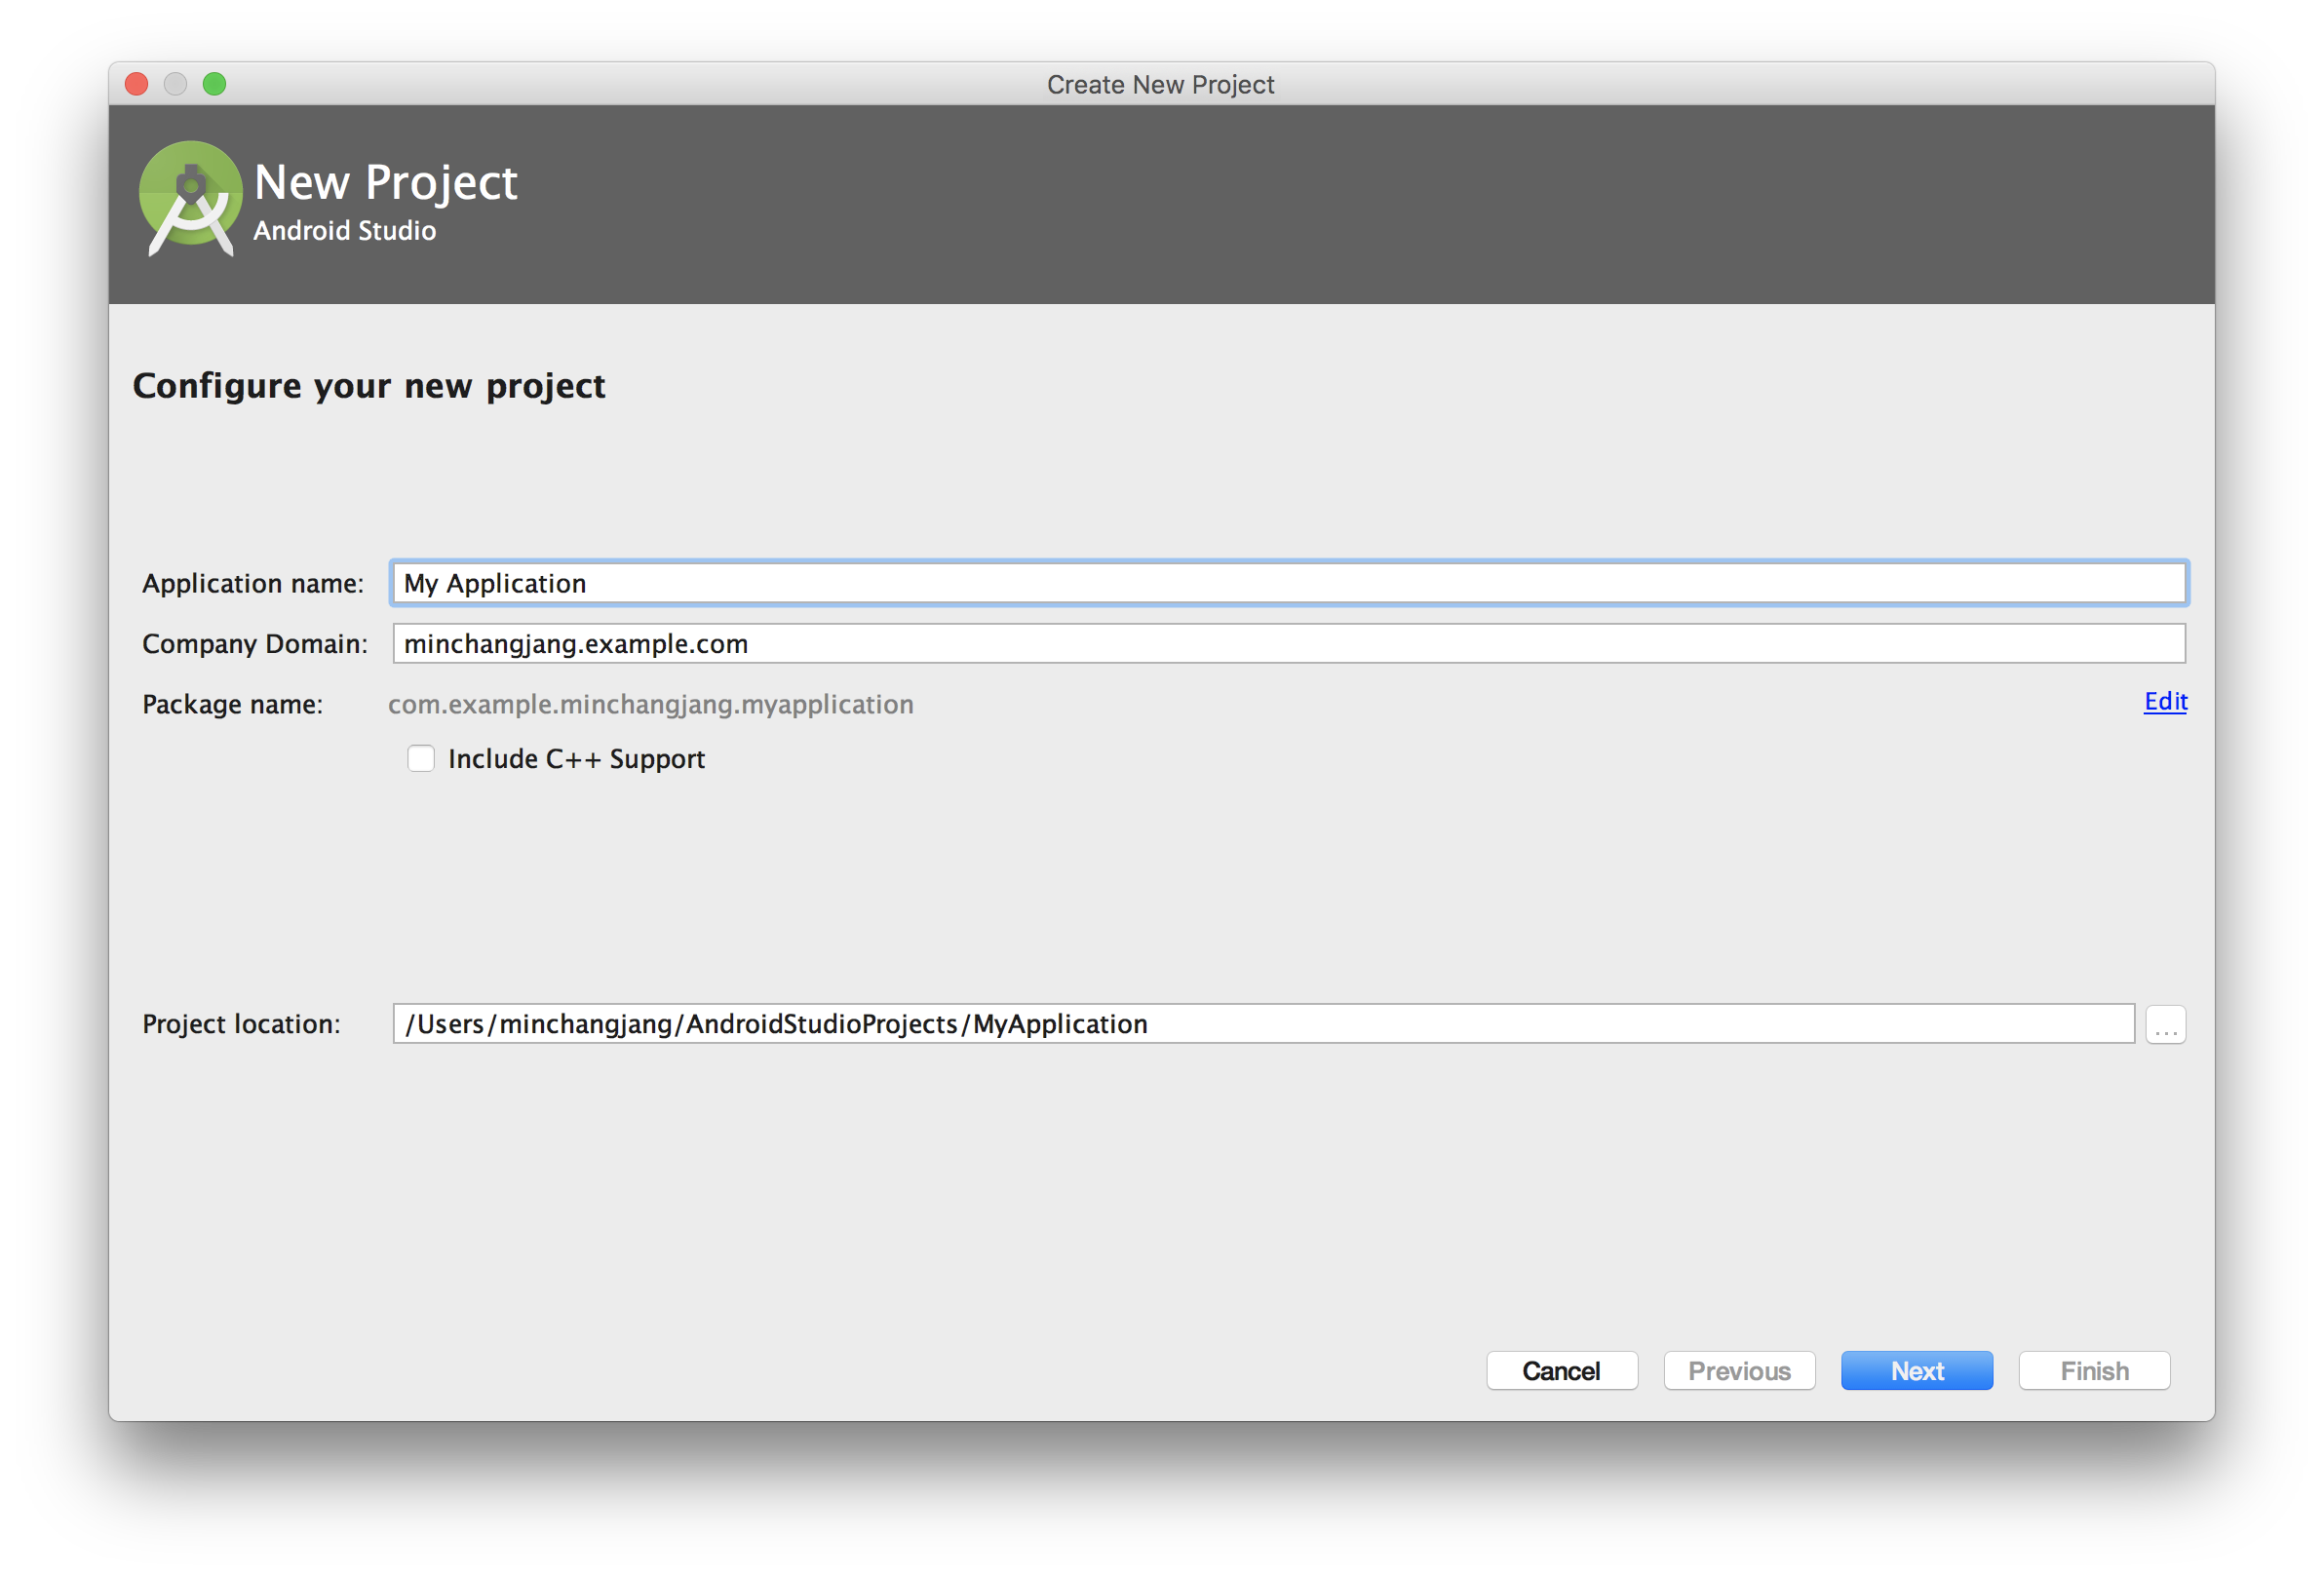 Create New Project
New Project
Android Studio
Configure your new project
Application name: My Application
Company Domain: minchangjang.example.com
Package name: com.example.minchangjang.myapplication Edit
Include C++ Support
Project location: /Users/minchangjang/AndroidStudioProjects/MyApplication ...
Cancel Previous Next Finish